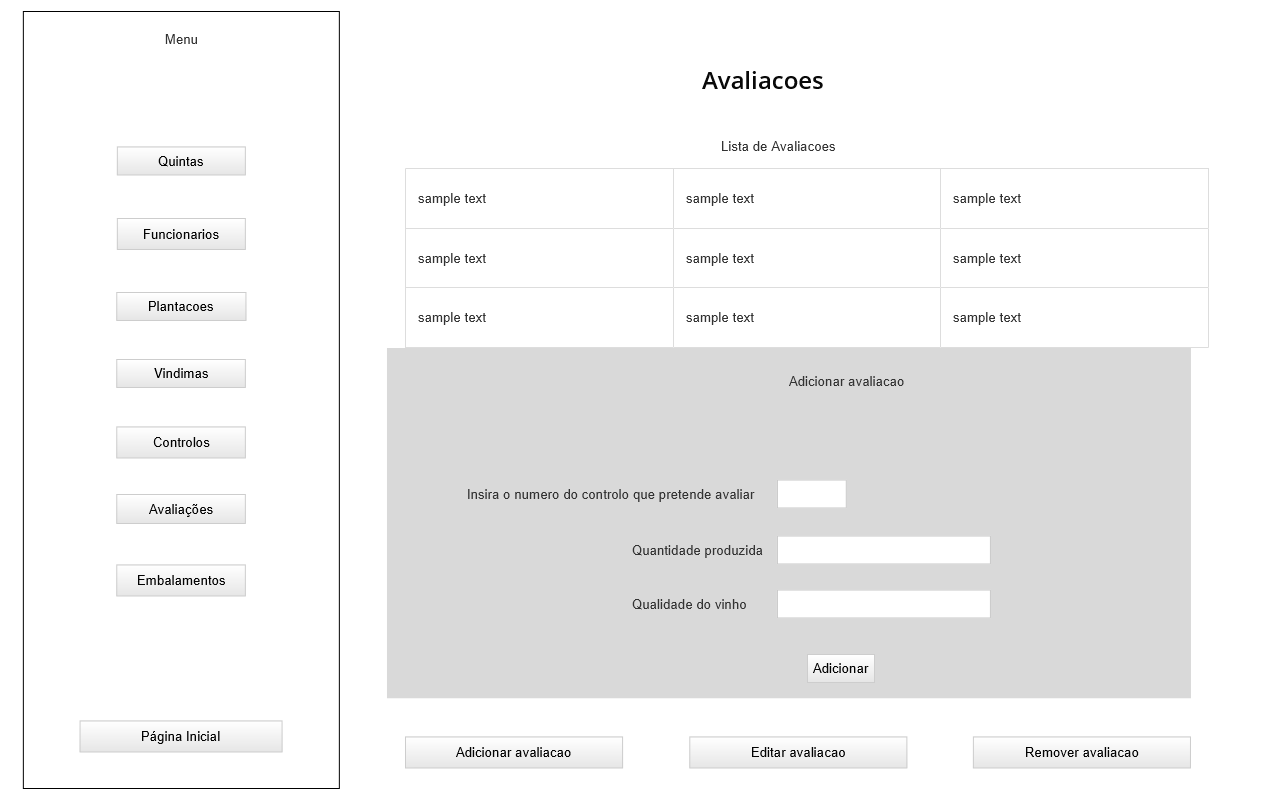 Menu
Quintas
Funcionarios
Plantacoes
Vindimas
Controlos
Avaliações
Embalamentos
Página Inicial
Avaliacoes
Lista de Avaliacoes
sample text sample text sample text
sample text sample text sample text
sample text sample text sample text
Adicionar avaliacao
Insira o numero do controlo que pretende avaliar
Quantidade produzida
Qualidade do vinho
Adicionar
Adicionar avaliacao Editar avaliacao Remover avaliacao